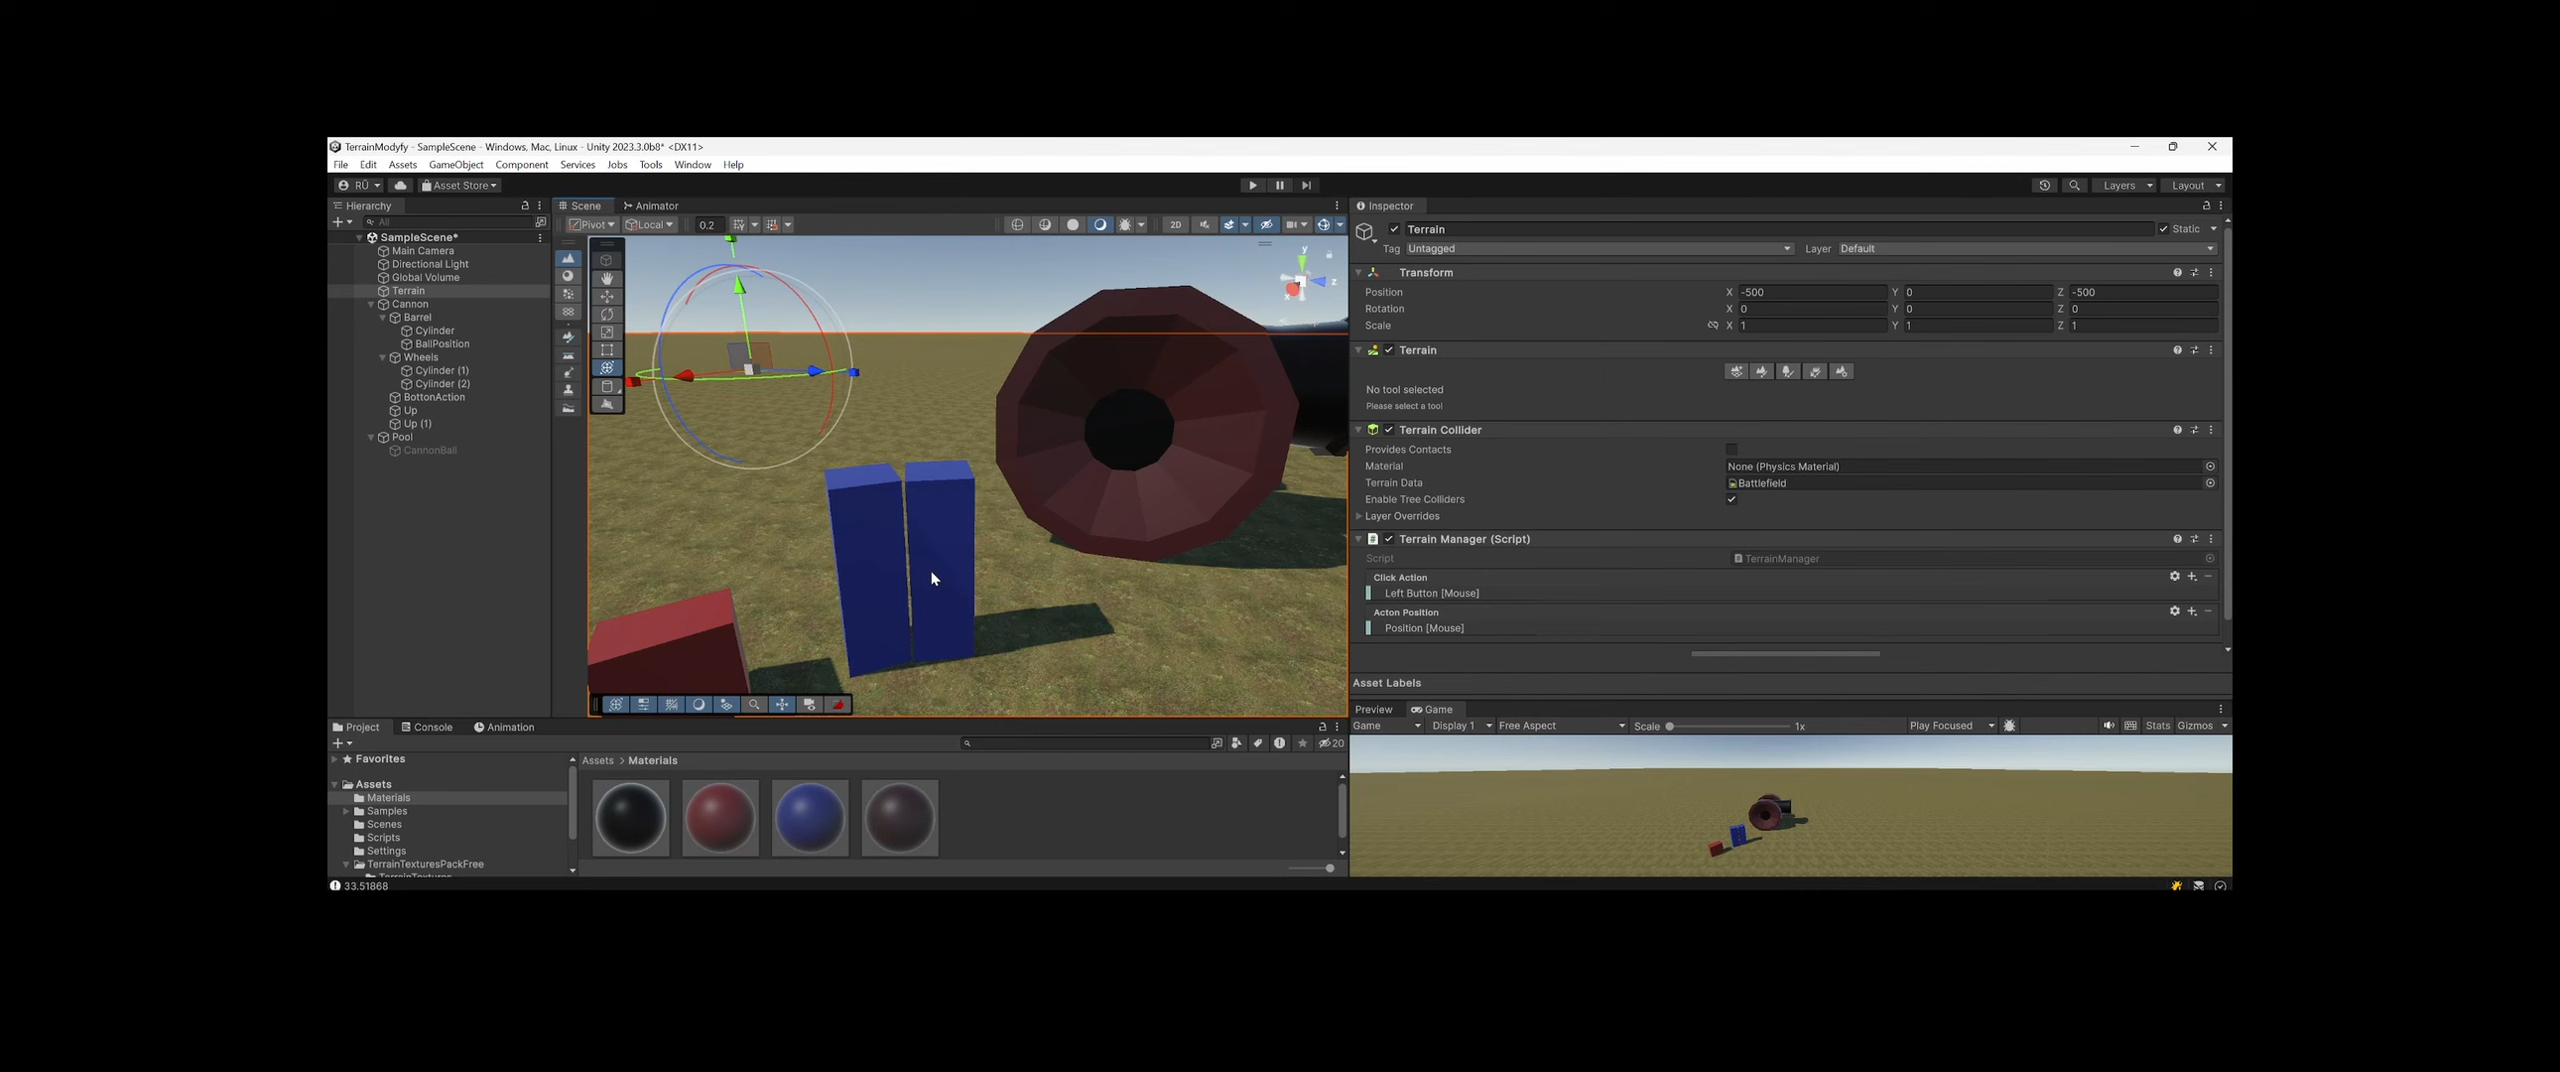 TerrainModyfy - SampleScene - Windows, Mac, Linux - Unity 2023.3.0b8* <DX11>
File Edit Assets GameObject Component Services Jobs Tools Window Help
RÜ Asset Store Layers Layout
Hierarchy
All
SampleScene*
Main Camera
Directional Light
Global Volume
Terrain
Cannon
Barrel
Cylinder
BallPosition
Wheels
Cylinder (1)
Cylinder (2)
BottonAction
Up
Up (1)
Pool
CannonBall
Scene Animator
Pivot Local 0.2 2D
y
z
x
Inspector
Terrain Static
Tag Untagged Layer Default
Transform
Position X -500 Y 0 Z -500
Rotation X 0 Y 0 Z 0
Scale X 1 Y 1 Z 1
Terrain
No tool selected
Please select a tool
Terrain Collider
Provides Contacts
Material None (Physics Material)
Terrain Data Battlefield
Enable Tree Colliders
Layer Overrides
Terrain Manager (Script)
Script TerrainManager
Click Action
Left Button [Mouse]
Acton Position
Position [Mouse]
Asset Labels
Preview Game
Game Display 1 Free Aspect Scale 1x Play Focused Stats Gizmos
Project Console Animation
20
Favorites
Assets
Materials
Samples
Scenes
Scripts
Settings
TerrainTexturesPackFree
TerrainTextures
Assets > Materials
33.51868